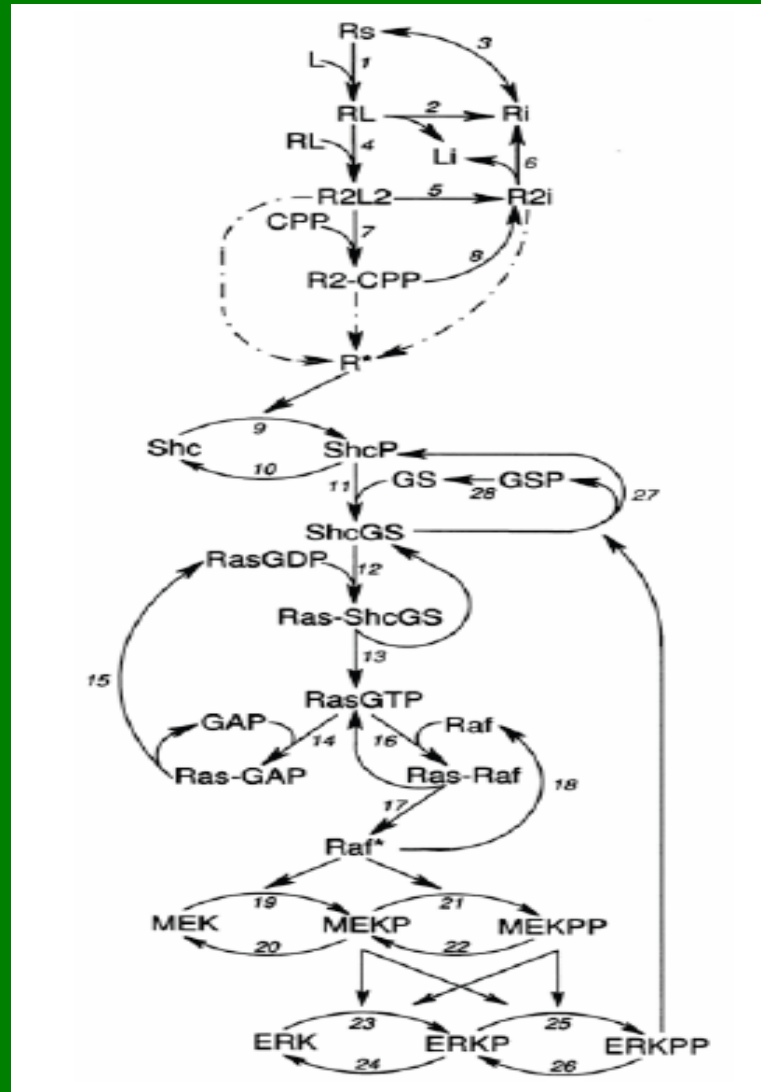 Rs
3
L
1
RL
2
Ri
RL
4
Li
6
R2L2
5
R2i
CPP
7
8
R2-CPP
R*
9
Shc
ShcP
10
11
GS
28
GSP
27
ShcGS
RasGDP
12
Ras-ShcGS
13
15
RasGTP
GAP
14
16
Raf
Ras-GAP
Ras-Raf
18
17
Raf*
19
21
MEK
MEKP
MEKPP
20
22
23
25
ERK
ERKP
ERKPP
24
26